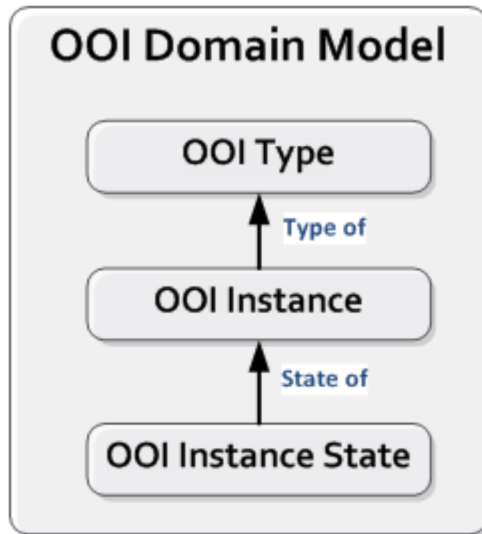 OOI Domain Model
OOI Type
Type of
OOI Instance
State of
OOI Instance State